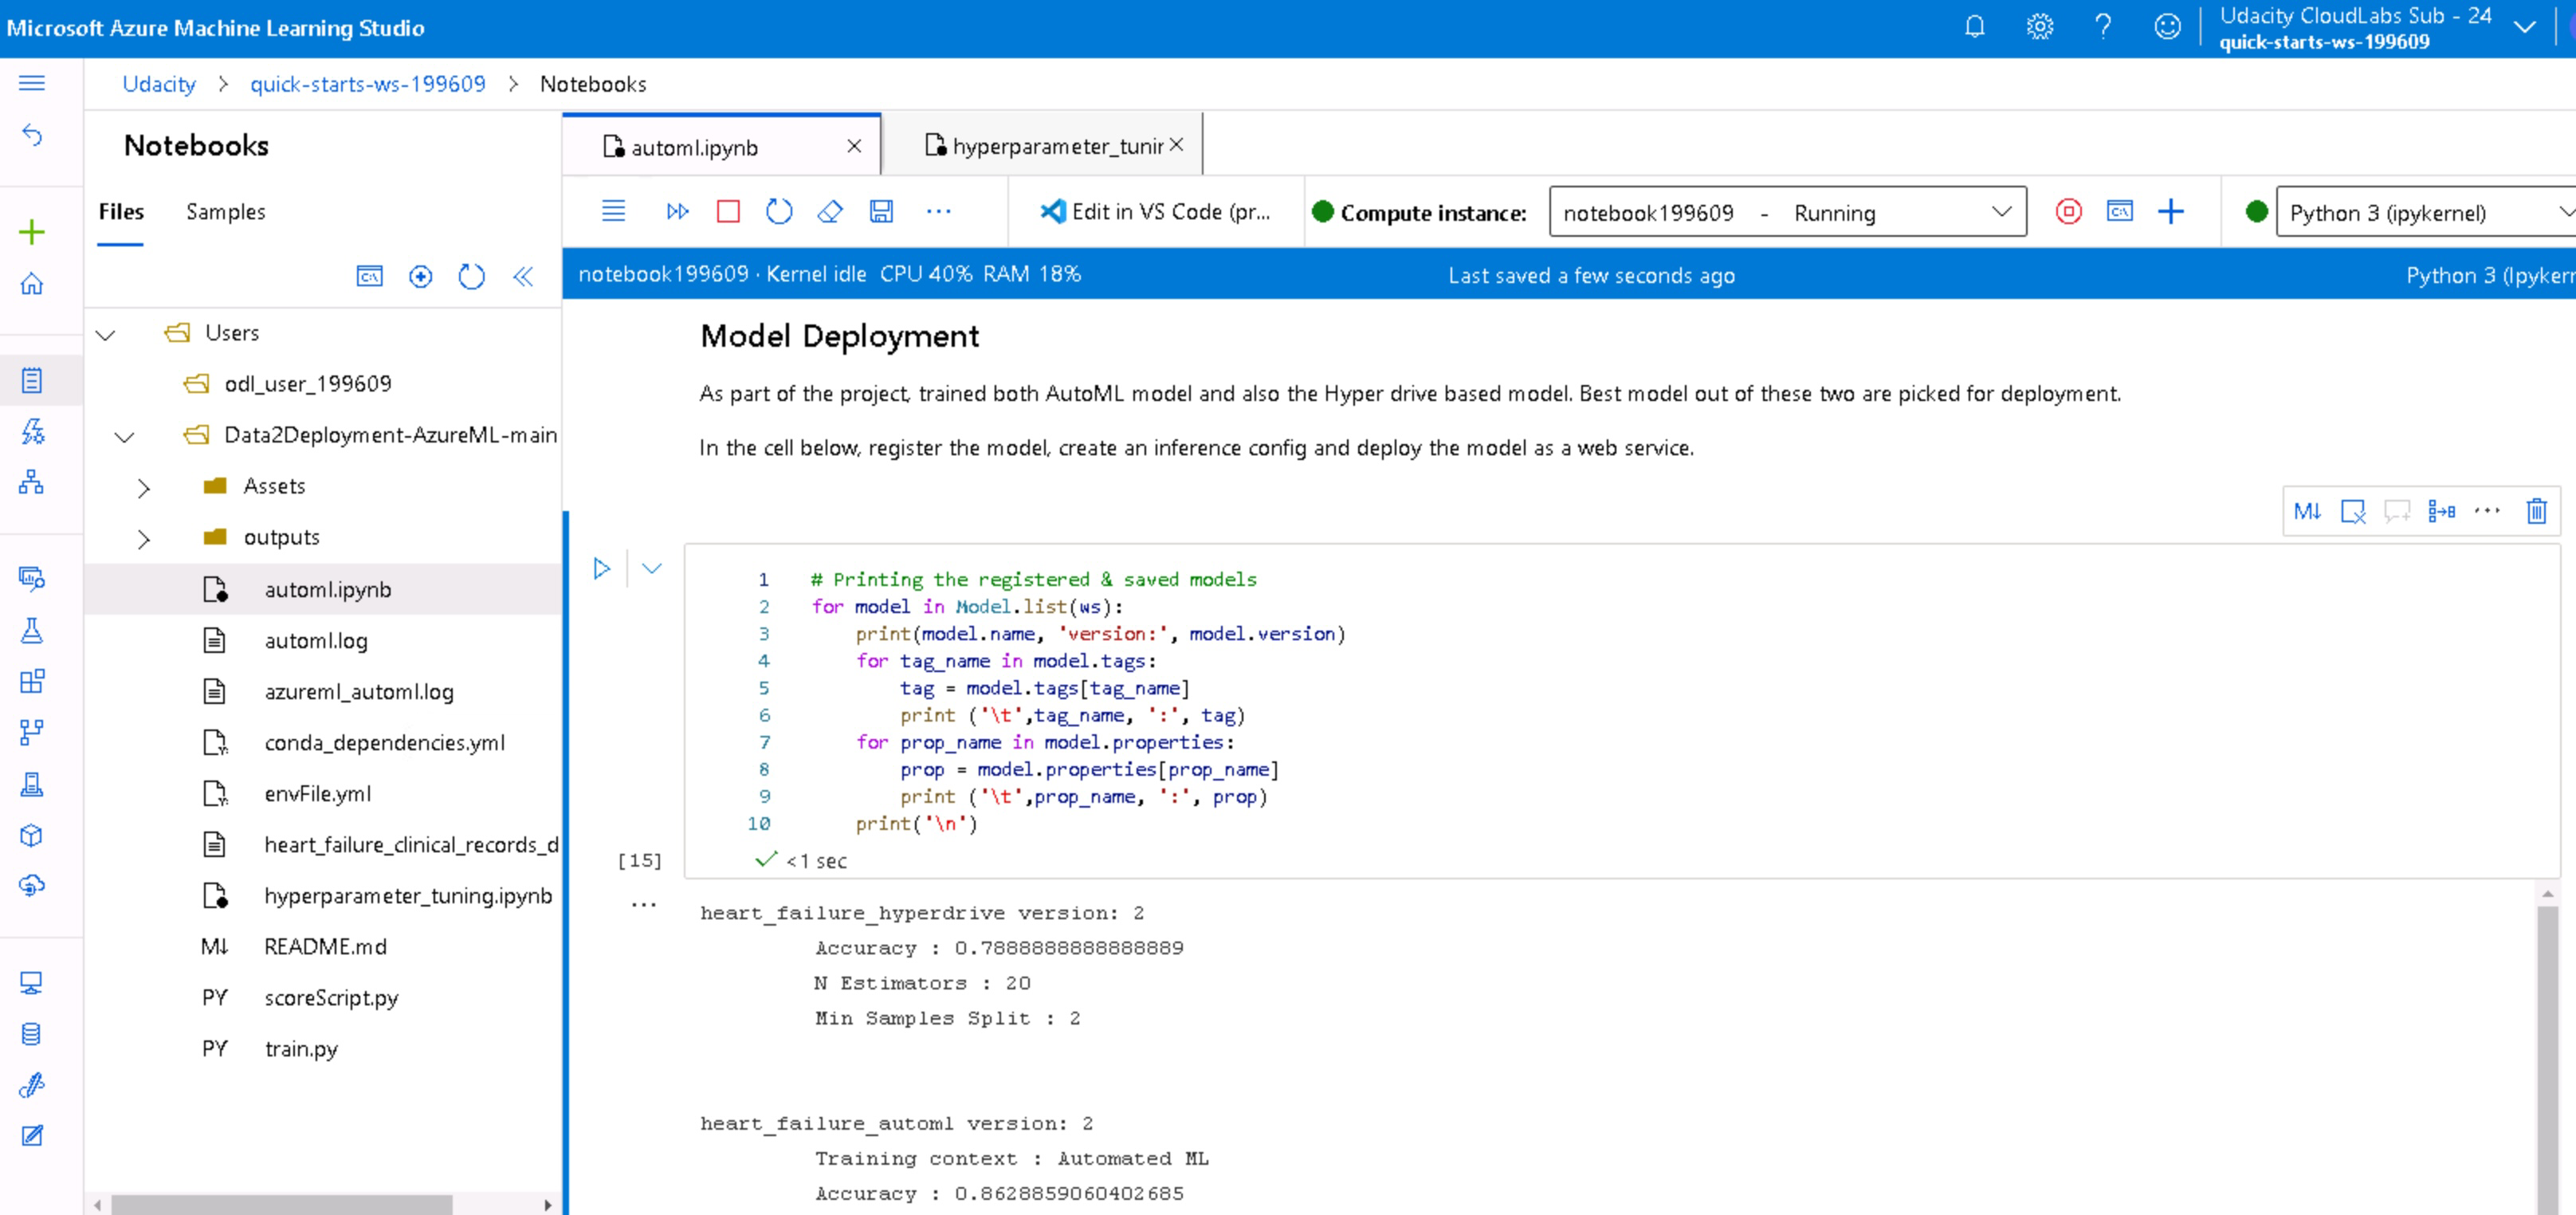 Microsoft Azure Machine Learning Studio
Udacity CloudLabs Sub - 24
quick-starts-ws-199609
Udacity > quick-starts-ws-199609 > Notebooks
Notebooks
Files Samples
Users
odl_user_199609
Data2Deployment-AzureML-main
Assets
outputs
automl.ipynb
automl.log
azureml_automl.log
conda_dependencies.yml
envFile.yml
heart_failure_clinical_records_d
hyperparameter_tuning.ipynb
M↓ README.md
PY scoreScript.py
PY train.py
automl.ipynb
hyperparameter_tunir
Edit in VS Code (pr...
Compute instance:
notebook199609 - Running
Python 3 (ipykernel)
notebook199609 · Kernel idle CPU 40% RAM 18%
Last saved a few seconds ago
Python 3 (Ipykerr
Model Deployment
As part of the project, trained both AutoML model and also the Hyper drive based model. Best model out of these two are picked for deployment.
In the cell below, register the model, create an inference config and deploy the model as a web service.
M↓
1 # Printing the registered & saved models
2 for model in Model.list(ws):
3 print(model.name, 'version:', model.version)
4 for tag_name in model.tags:
5 tag = model.tags[tag_name]
6 print ('\t',tag_name, ':', tag)
7 for prop_name in model.properties:
8 prop = model.properties[prop_name]
9 print ('\t',prop_name, ':', prop)
10 print('\n')
[15] <1 sec
heart_failure_hyperdrive version: 2
Accuracy : 0.7888888888888889
N Estimators : 20
Min Samples Split : 2
heart_failure_automl version: 2
Training context : Automated ML
Accuracy : 0.8628859060402685